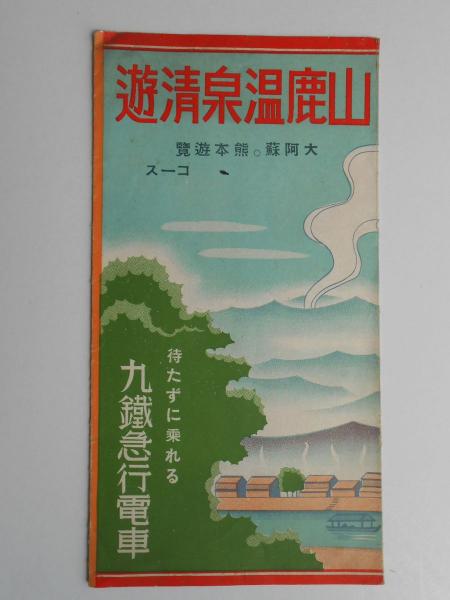 山鹿温泉清遊
大阿蘇。熊本遊覽
コース
待たずに乗れる
九鐵急行電車